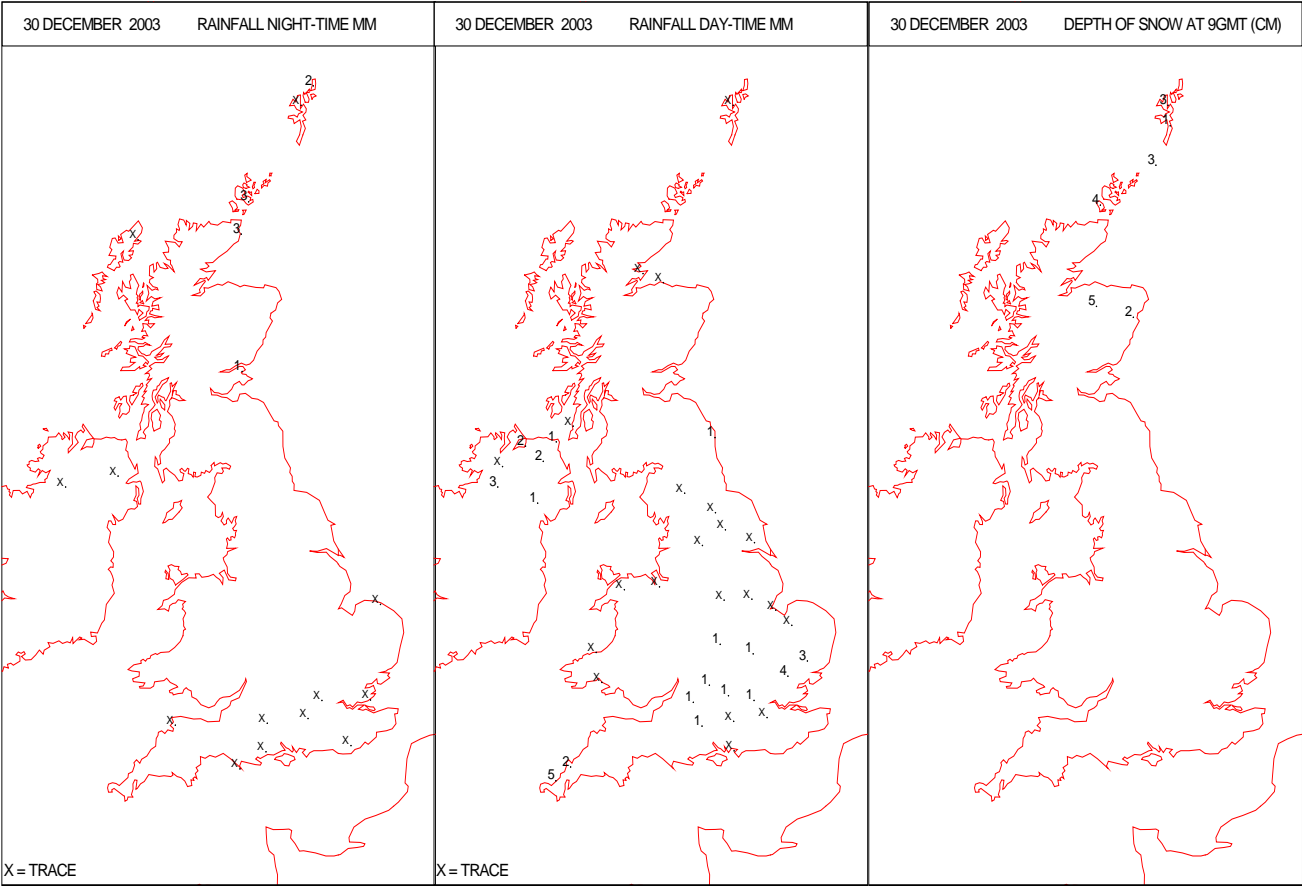 30 DECEMBER 2003 RAINFALL NIGHT-TIME MM
2.
X.
3.
3.
X.
1.
X.
X.
X.
X.
X.
X.
X.
X.
X.
X.
X.
X = TRACE
30 DECEMBER 2003 RAINFALL DAY-TIME MM
X.
X.
X.
X.
1.
1.
2.
2.
X.
3.
X.
1.
X.
X.
X.
X.
X.
X.
X.
X.
X.
X.
1.
X.
1.
3.
4.
X.
1.
1.
1.
1.
X.
X.
1.
X.
2.
5.
X = TRACE
30 DECEMBER 2003 DEPTH OF SNOW AT 9GMT (CM)
3.
1.
3.
4.
5.
2.